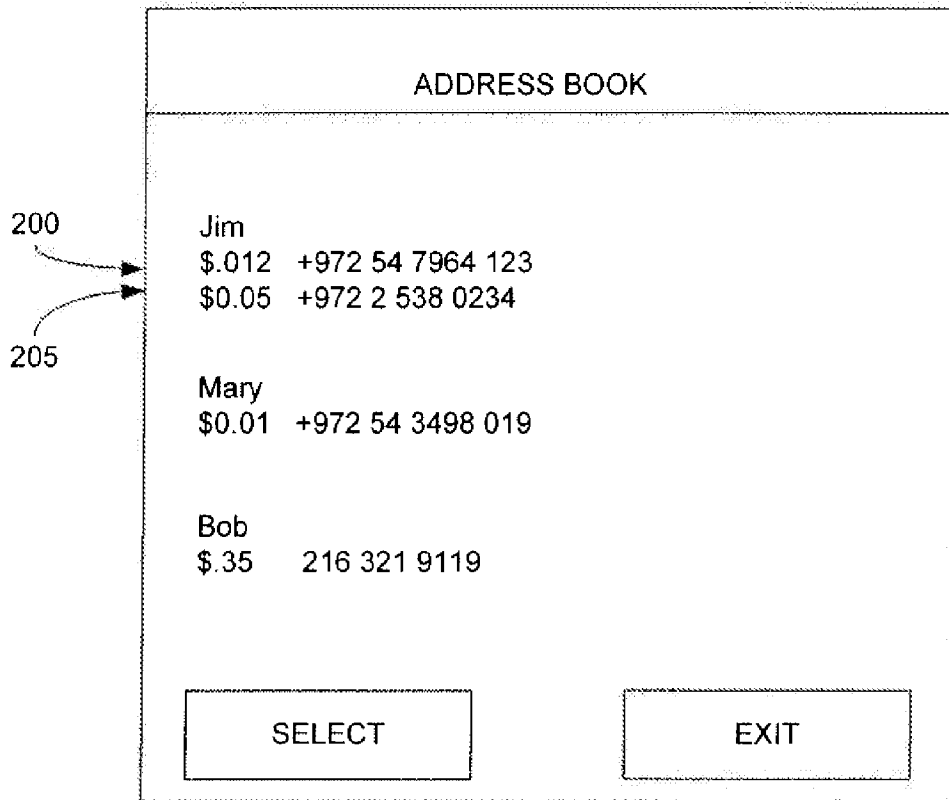 ADDRESS BOOK
200
Jim
$.012 +972 54 7964 123
$0.05 +972 2 538 0234
205
Mary
$0.01 +972 54 3498 019
Bob
$.35 216 321 9119
SELECT EXIT